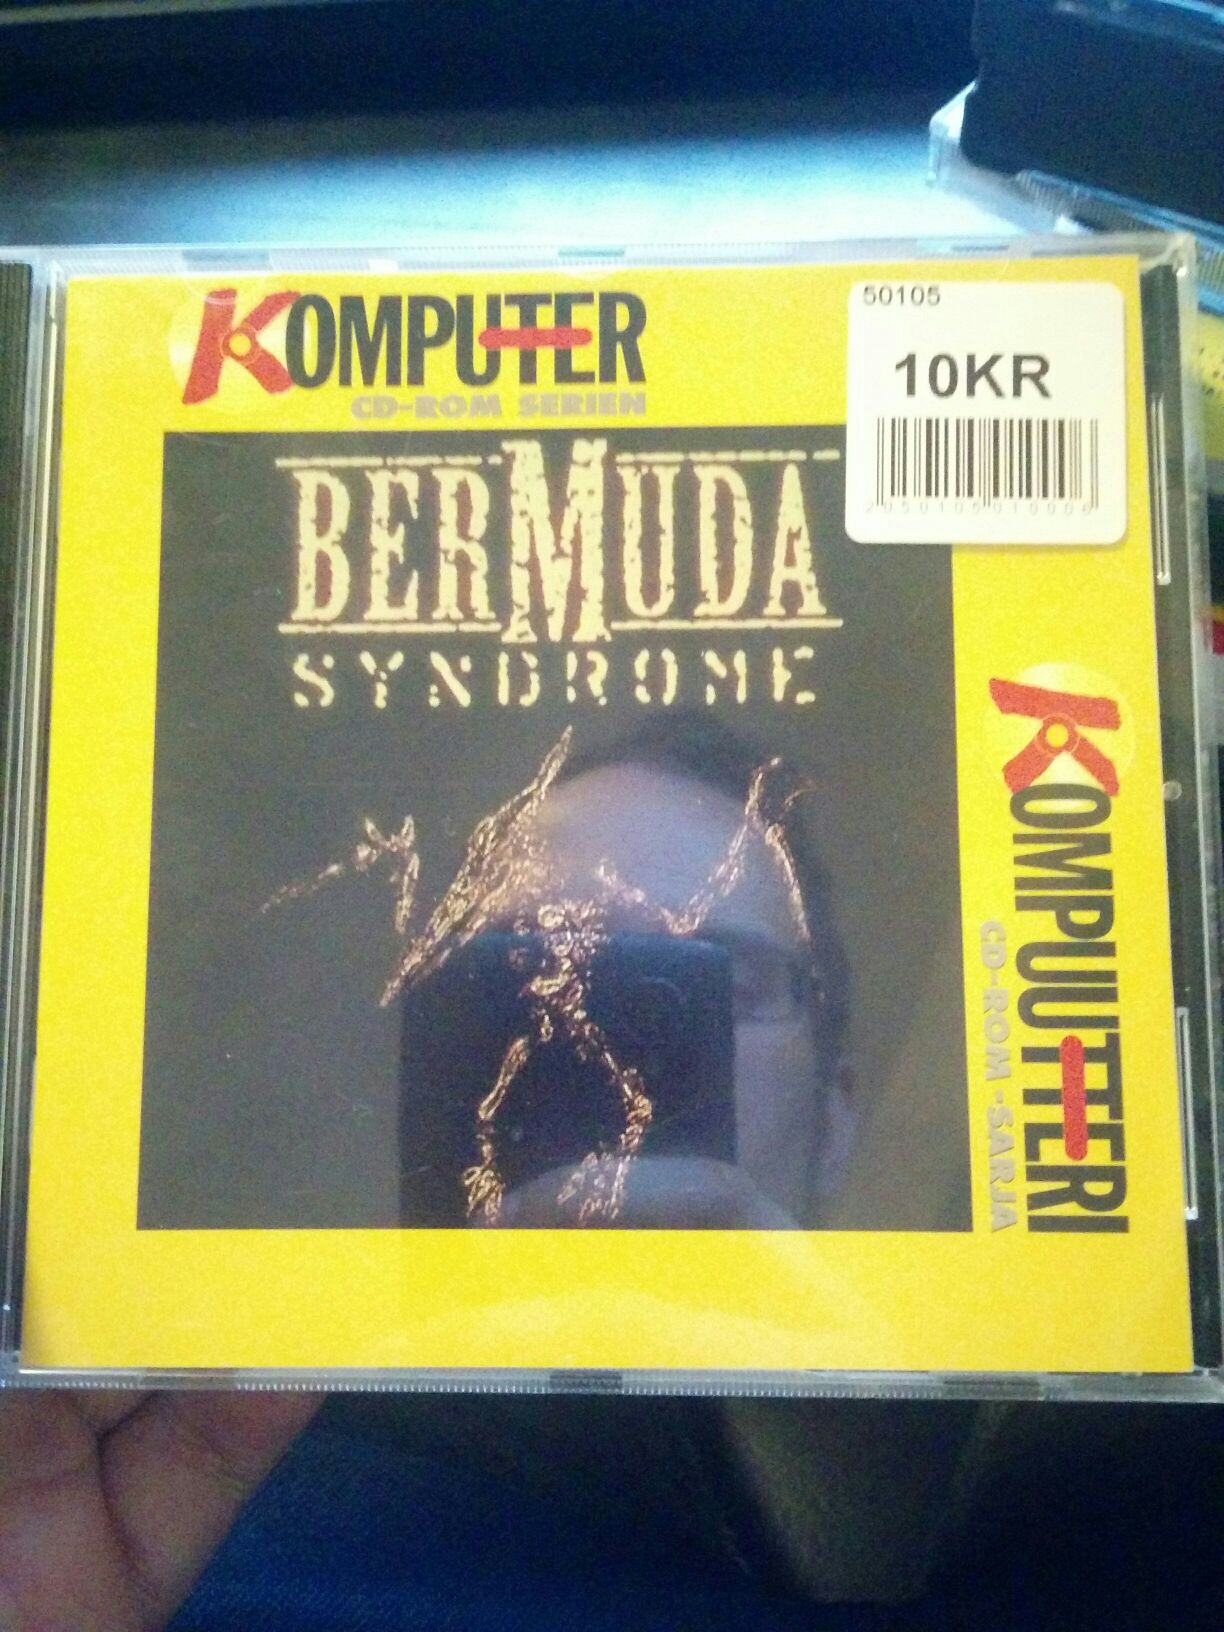 KOMPUTER
CD-ROM SERIEN
50105
10KR
BERMUDA
SYNDROME
KOMPUUTTERI
CD-ROM-SARJA